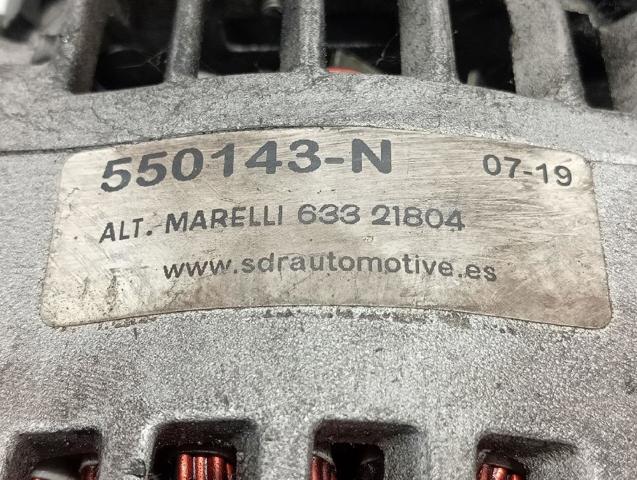 550143-N 07-19
ALT. MARELLI 633 21804
www.sdrautomotive.es